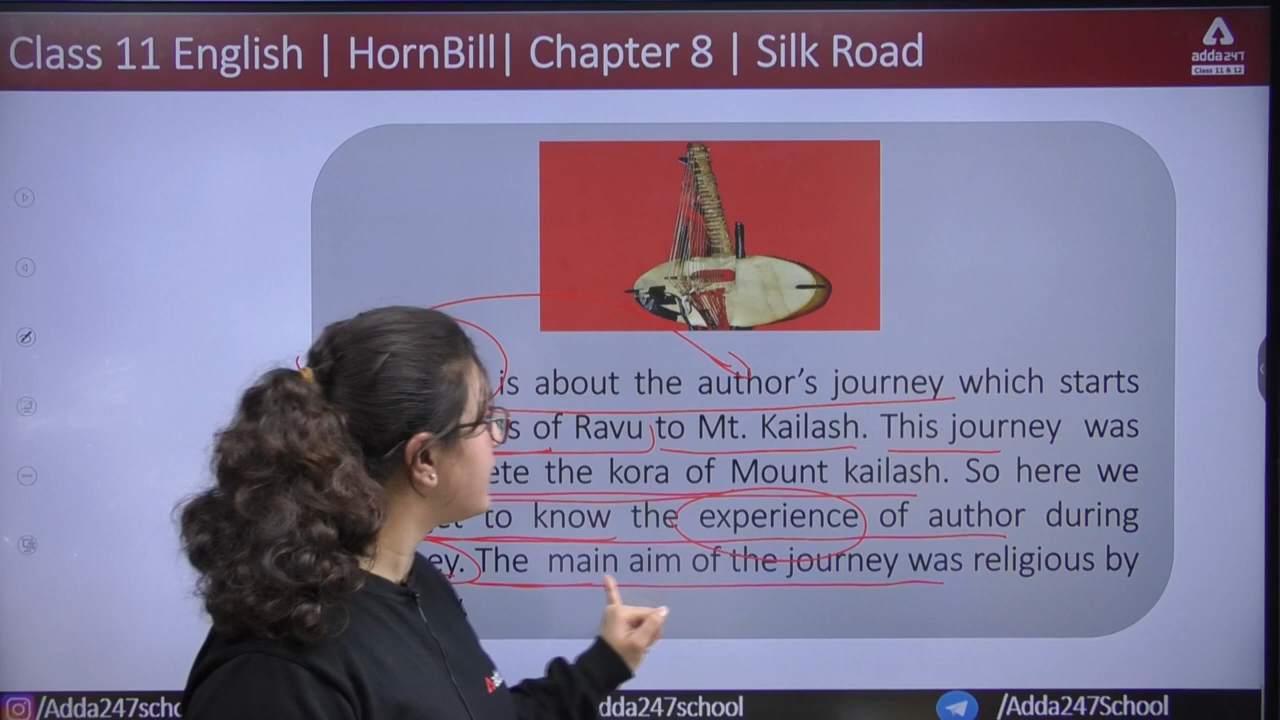 Class 11 English | HornBill| Chapter 8 | Silk Road
adda247
Class 11 & 12
is about the author's journey which starts
of Ravu to Mt. Kailash. This journey was
the kora of Mount kailash. So here we
to know the experience of author during
The main aim of the journey was religious by
/Adda247scho
dda247school
/Adda247School